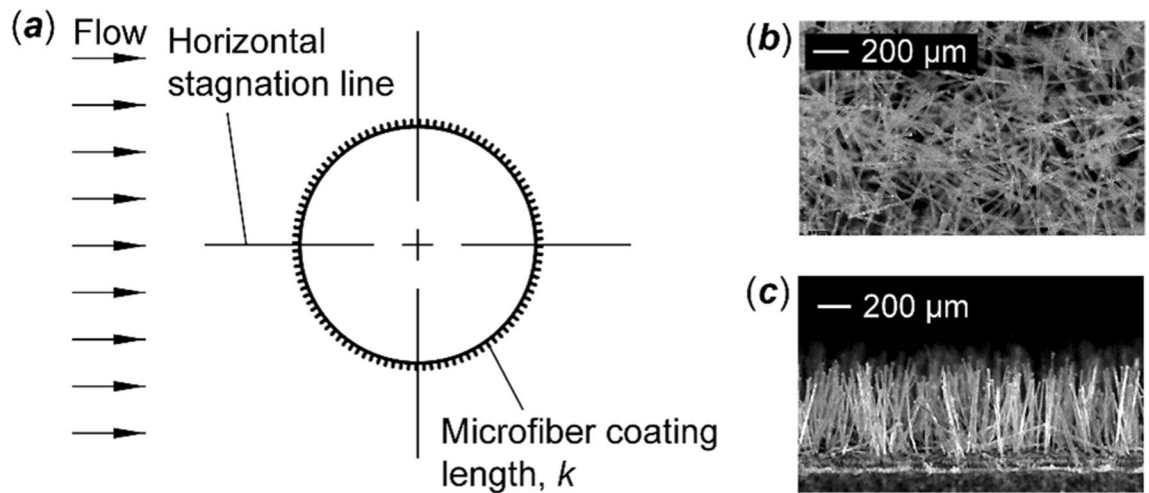 (a) Flow
Horizontal
stagnation line
Microfiber coating
length, k
(b)
200 µm
(c)
200 µm